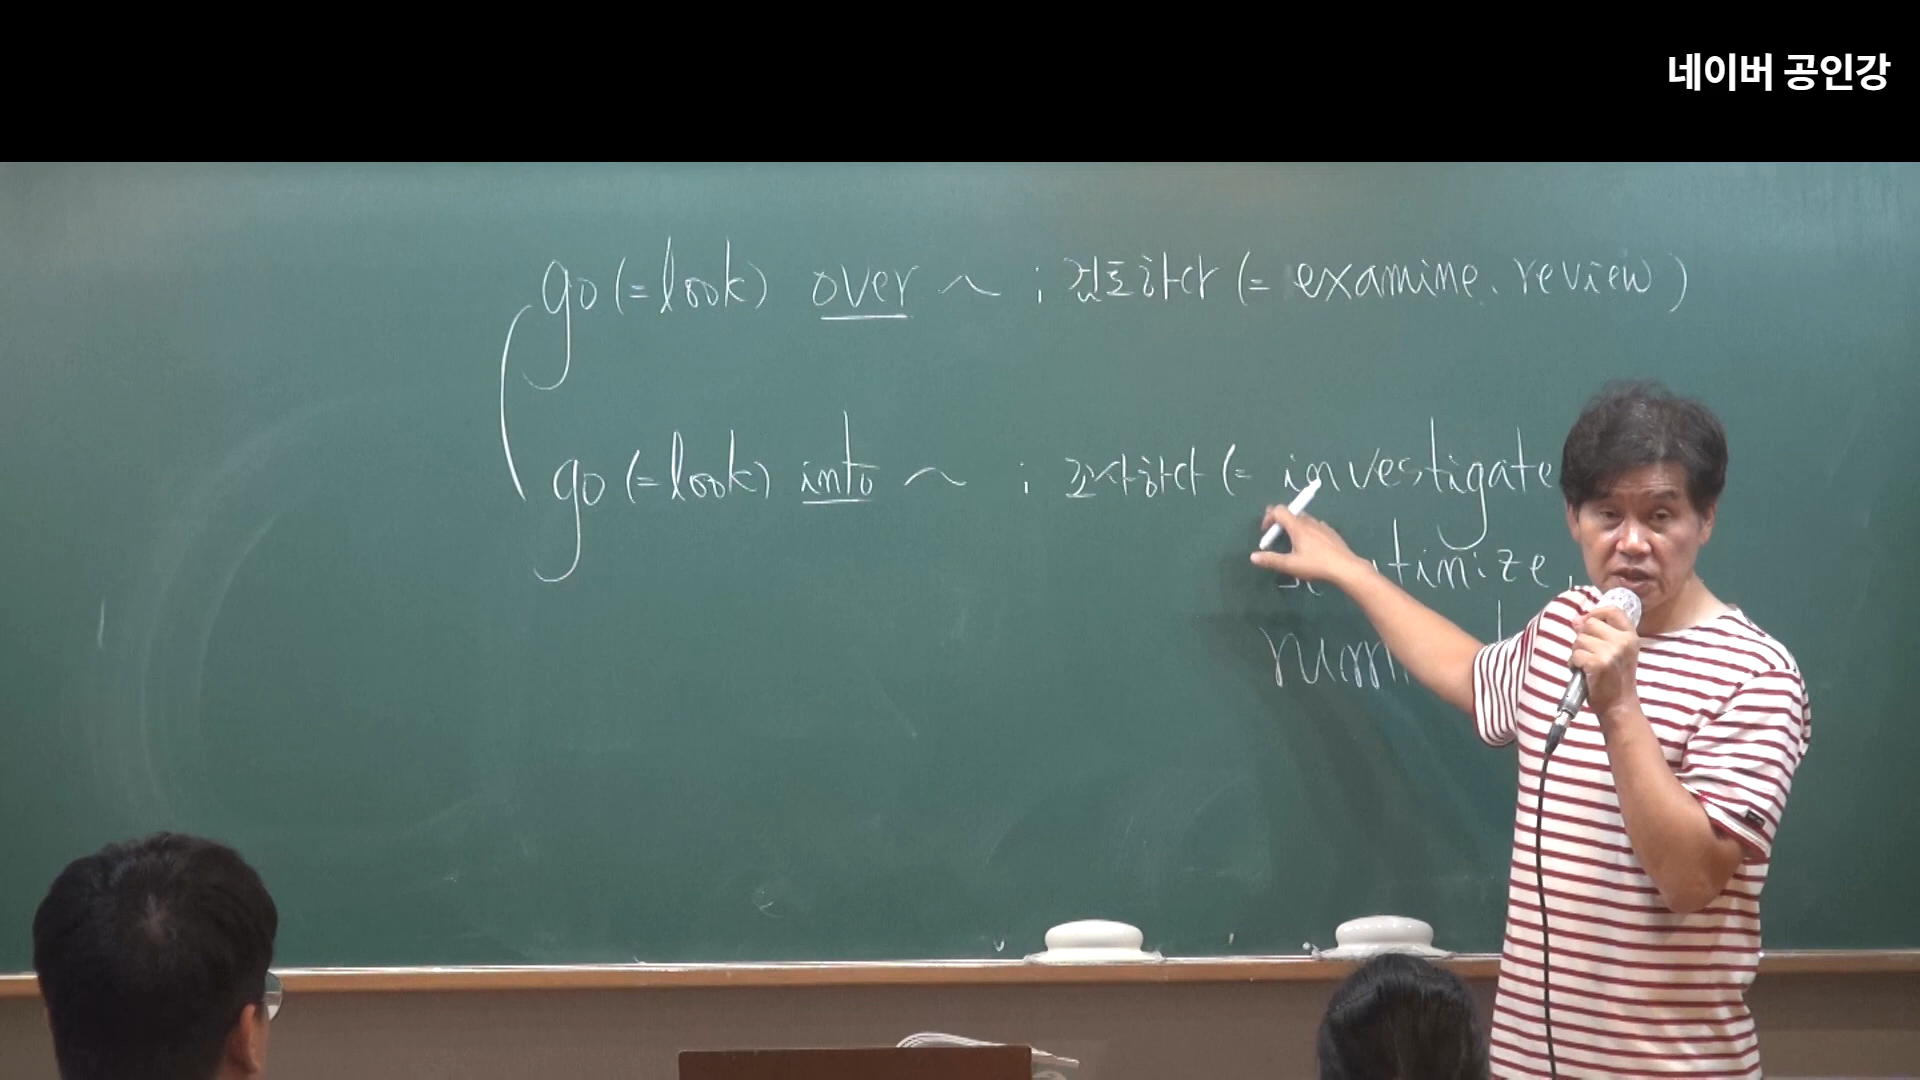 네이버 공인강
go (= look) over ~ ; 검토하다 (= examine. review)
go (= look) into ~ ; 조사하다 (= investigate